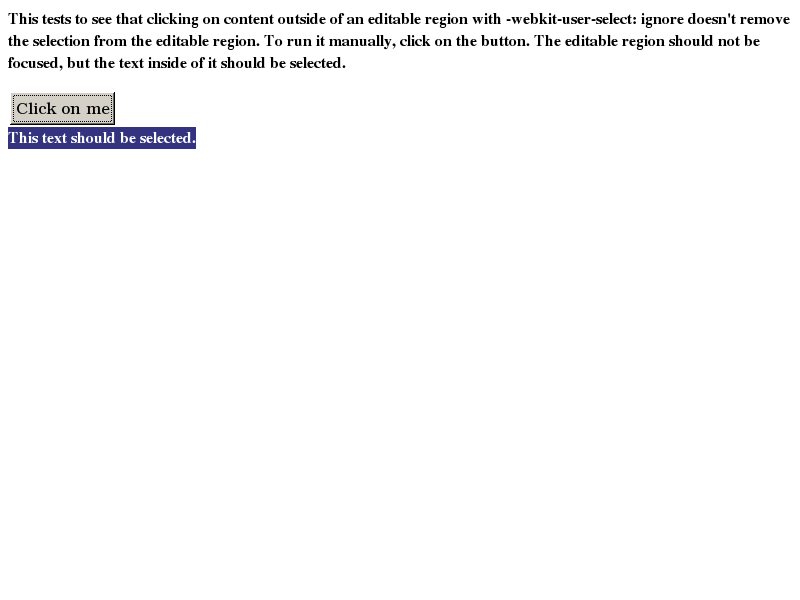 This tests to see that clicking on content outside of an editable region with -webkit-user-select: ignore doesn't remove
the selection from the editable region. To run it manually, click on the button. The editable region should not be
focused, but the text inside of it should be selected.
Click on me
This text should be selected.